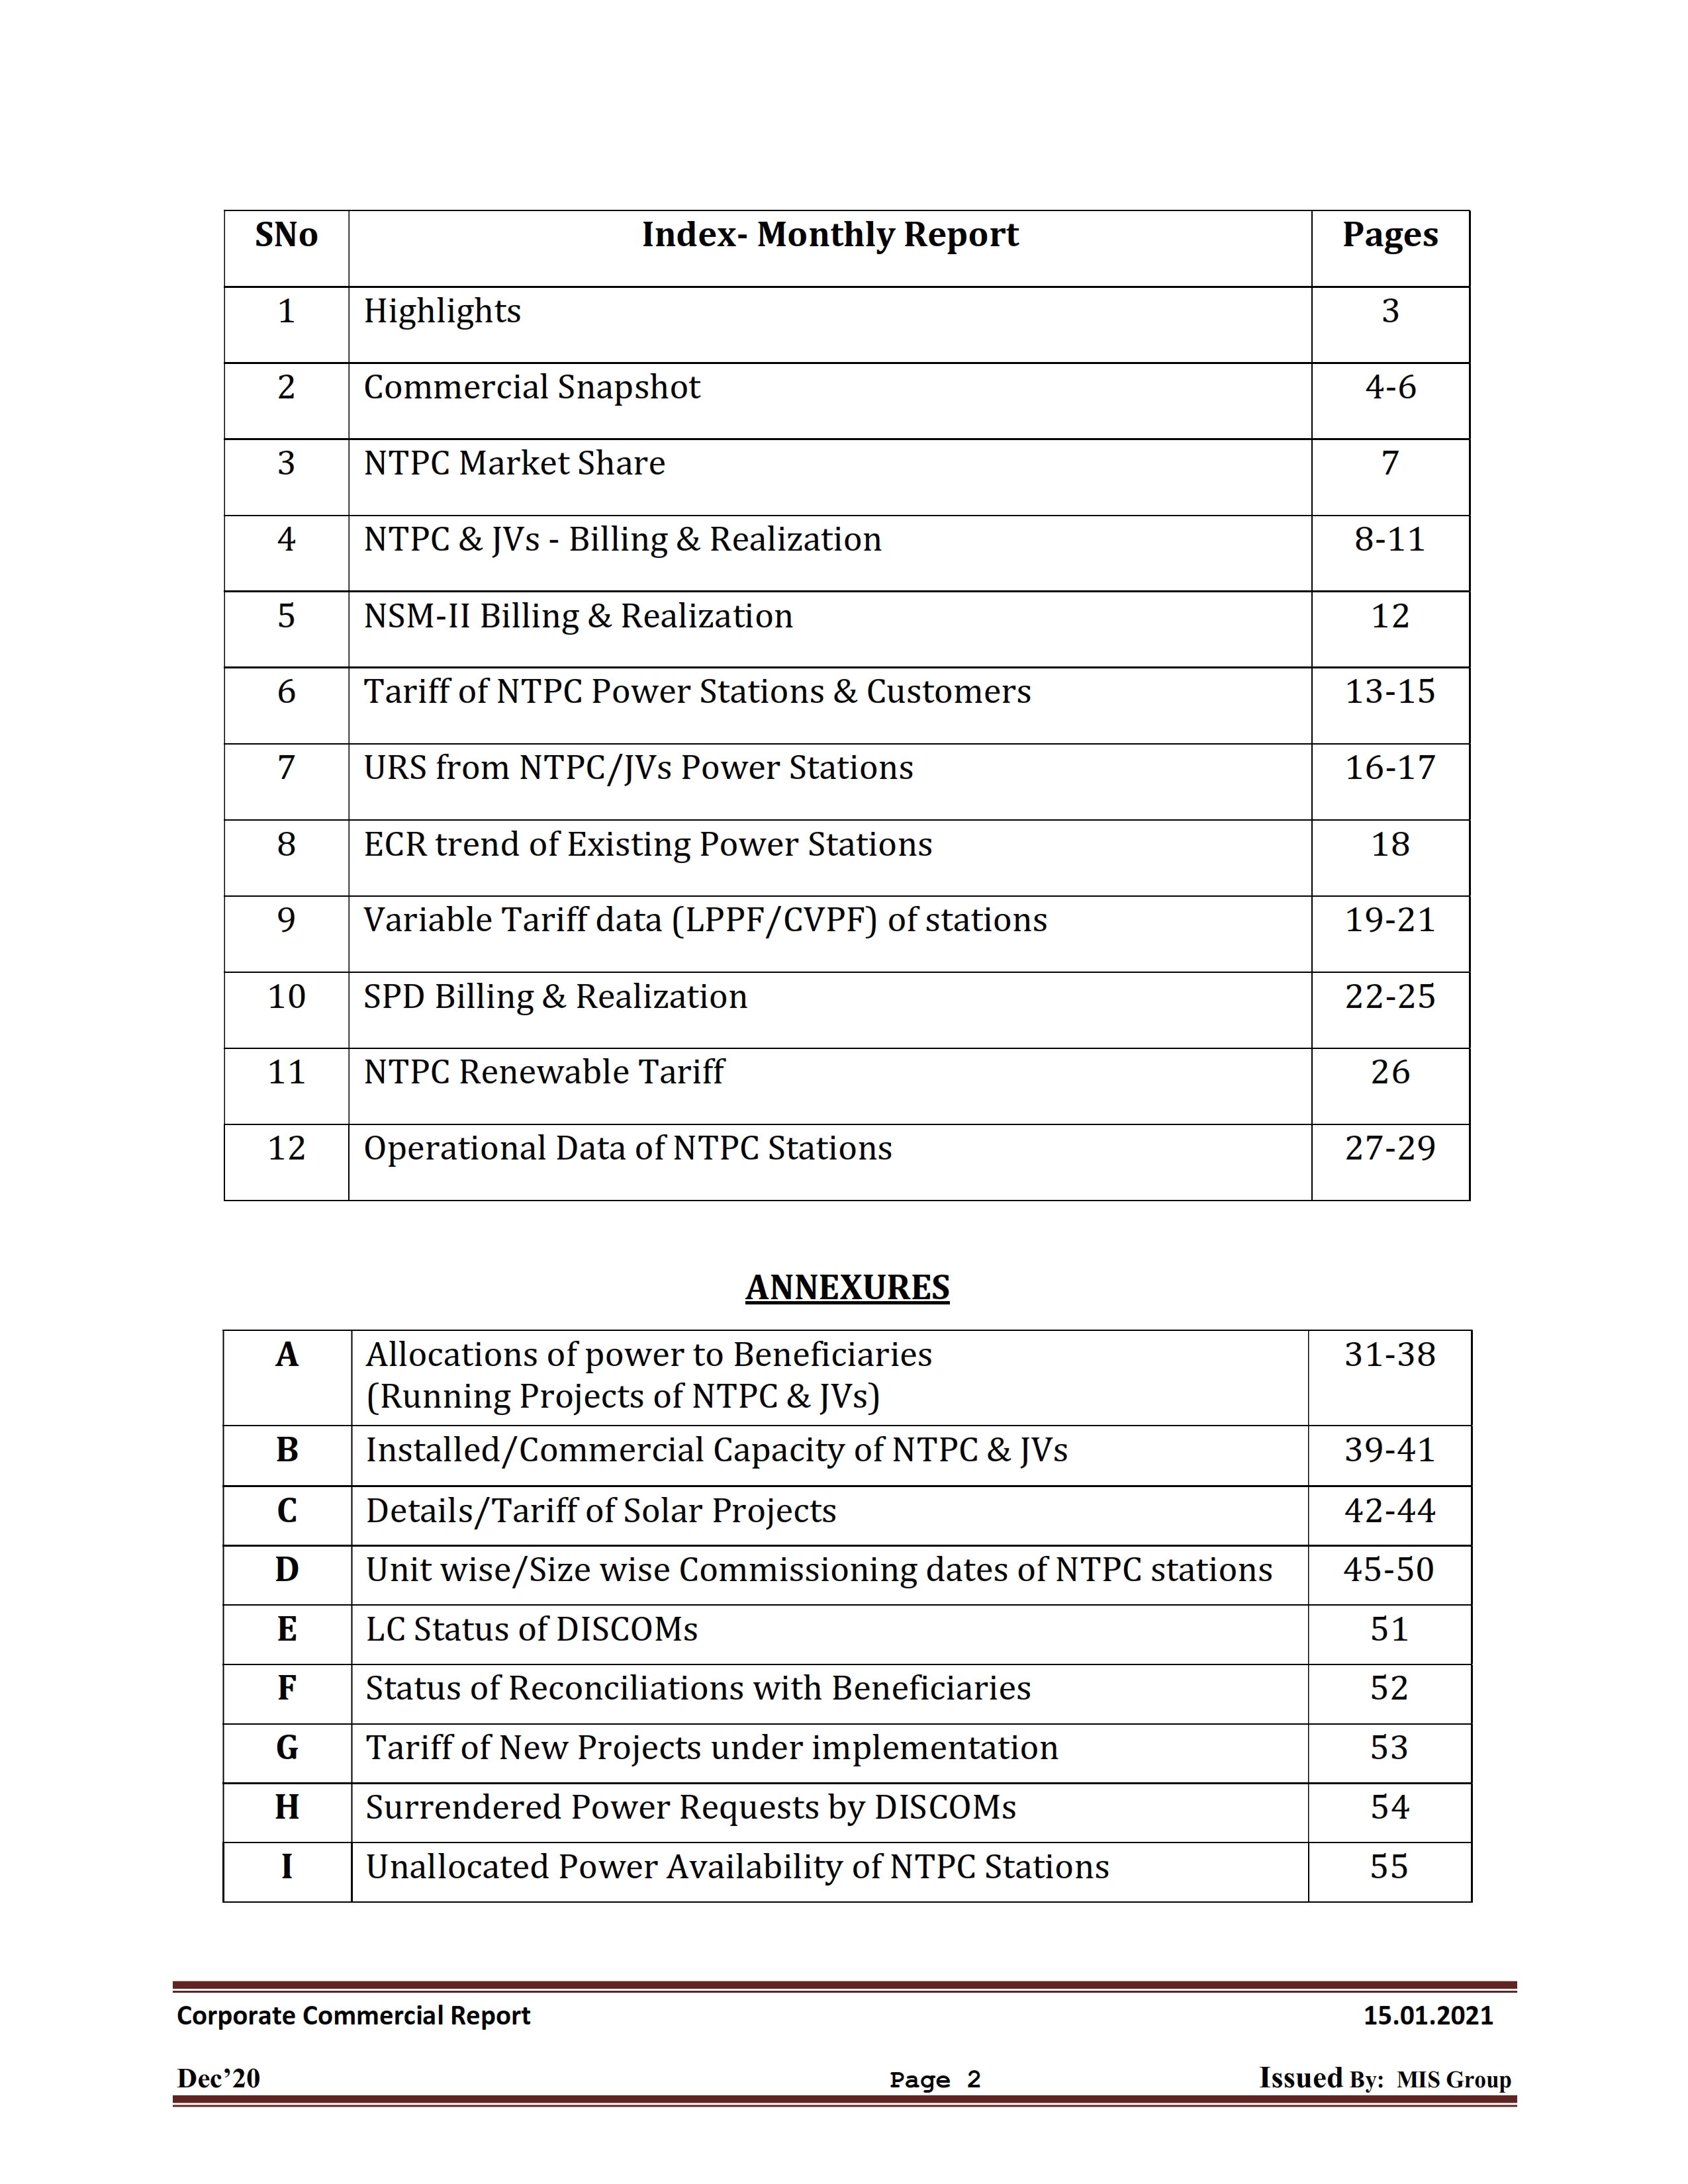 SNo Index- Monthly Report Pages
1 Highlights 3
2 Commercial Snapshot 4-6
3 NTPC Market Share 7
4 NTPC & JVs - Billing & Realization 8-11
5 NSM-II Billing & Realization 12
6 Tariff of NTPC Power Stations & Customers 13-15
7 URS from NTPC/JVs Power Stations 16-17
8 ECR trend of Existing Power Stations 18
9 Variable Tariff data (LPPF/CVPF) of stations 19-21
10 SPD Billing & Realization 22-25
11 NTPC Renewable Tariff 26
12 Operational Data of NTPC Stations 27-29
ANNEXURES
A Allocations of power to Beneficiaries 31-38
(Running Projects of NTPC & JVs)
B Installed/Commercial Capacity of NTPC & JVs 39-41
C Details/Tariff of Solar Projects 42-44
D Unit wise/Size wise Commissioning dates of NTPC stations 45-50
E LC Status of DISCOMs 51
F Status of Reconciliations with Beneficiaries 52
G Tariff of New Projects under implementation 53
H Surrendered Power Requests by DISCOMs 54
I Unallocated Power Availability of NTPC Stations 55
Corporate Commercial Report 15.01.2021
Dec’20 Page 2 Issued By: MIS Group